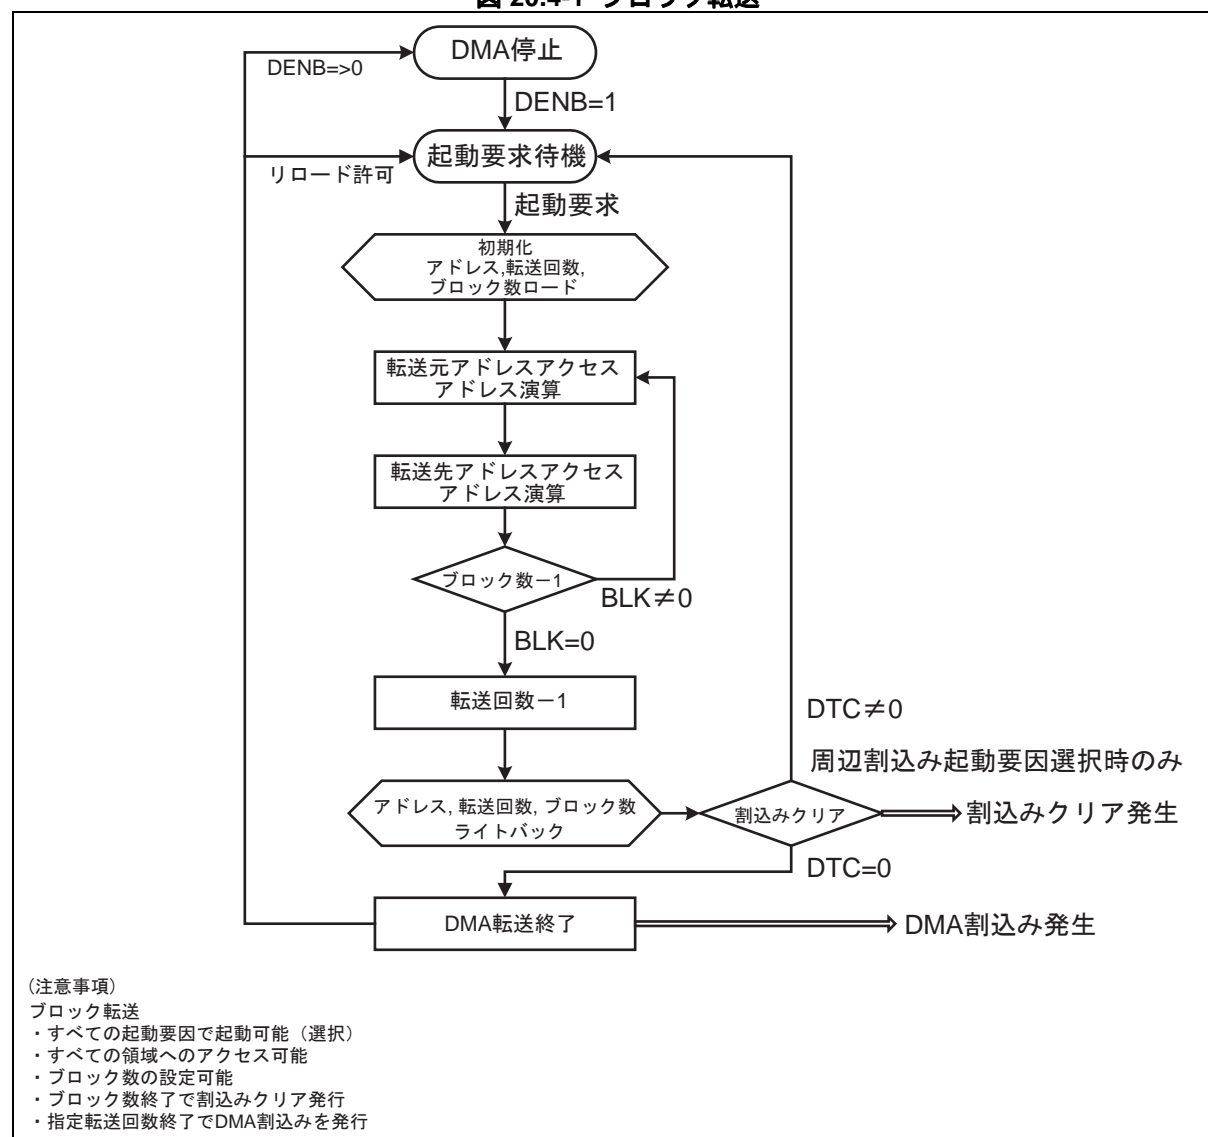 図 20.4-1 ブロック転送
DMA停止
DENB=>0
DENB=1
起動要求待機
リロード許可
起動要求
初期化
アドレス,転送回数,
ブロック数ロード
転送元アドレスアクセス
アドレス演算
転送先アドレスアクセス
アドレス演算
ブロック数－1
BLK≠0
BLK=0
転送回数－1
DTC≠0
周辺割込み起動要因選択時のみ
アドレス, 転送回数, ブロック数
ライトバック
割込みクリア
割込みクリア発生
DTC=0
DMA転送終了
DMA割込み発生
（注意事項）
ブロック転送
・すべての起動要因で起動可能（選択）
・すべての領域へのアクセス可能
・ブロック数の設定可能
・ブロック数終了で割込みクリア発行
・指定転送回数終了でDMA割込みを発行